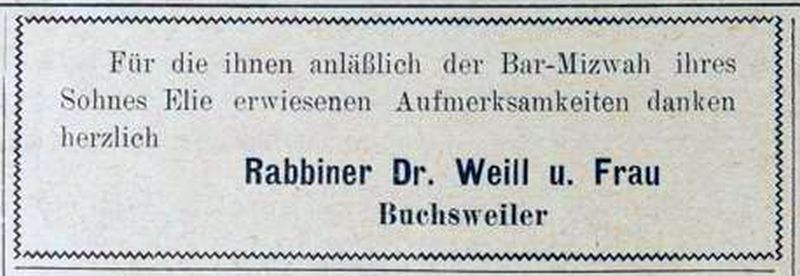 Für die ihnen anläßlich der Bar-Mizwah ihres
Sohnes Elie erwiesenen Aufmerksamkeiten danken
herzlich
Rabbiner Dr. Weill u. Frau
Buchsweiler